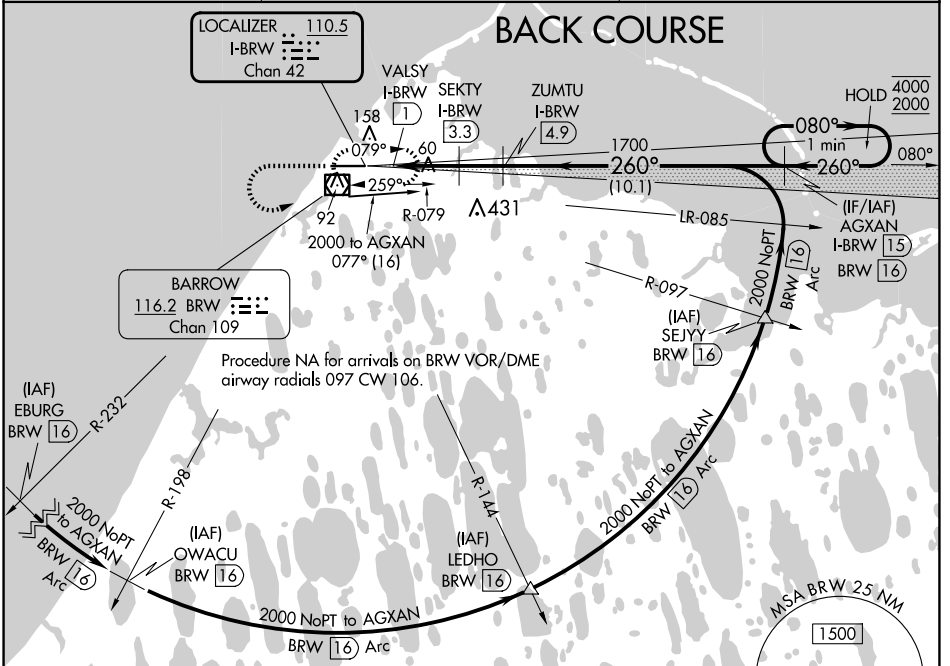 BACK COURSE
LOCALIZER 110.5
I-BRW
Chan 42
VALSY
I-BRW
1
SEKTY
I-BRW
3.3
ZUMTU
I-BRW
4.9
HOLD 4000
2000
158
079°
60
080°
1 min
1700
260°
260°
080°
(10.1)
259°
92
R-079
431
2000 to AGXAN
077° (16)
LR-085
(IF/IAF)
AGXAN
I-BRW 15
BRW 16
BARROW
116.2 BRW
Chan 109
R-097
2000 NoPT
BRW 16
Arc
(IAF)
SEJYY
BRW 16
Procedure NA for arrivals on BRW VOR/DME
airway radials 097 CW 106.
(IAF)
EBURG
BRW 16
R-232
R-198
R-144
2000 NoPT to AGXAN
BRW 16 Arc
2000 NoPT
to AGXAN
BRW 16
Arc
(IAF)
OWACU
BRW 16
(IAF)
LEDHO
BRW 16
2000 NoPT to AGXAN
BRW 16 Arc
MSA BRW 25 NM
1500